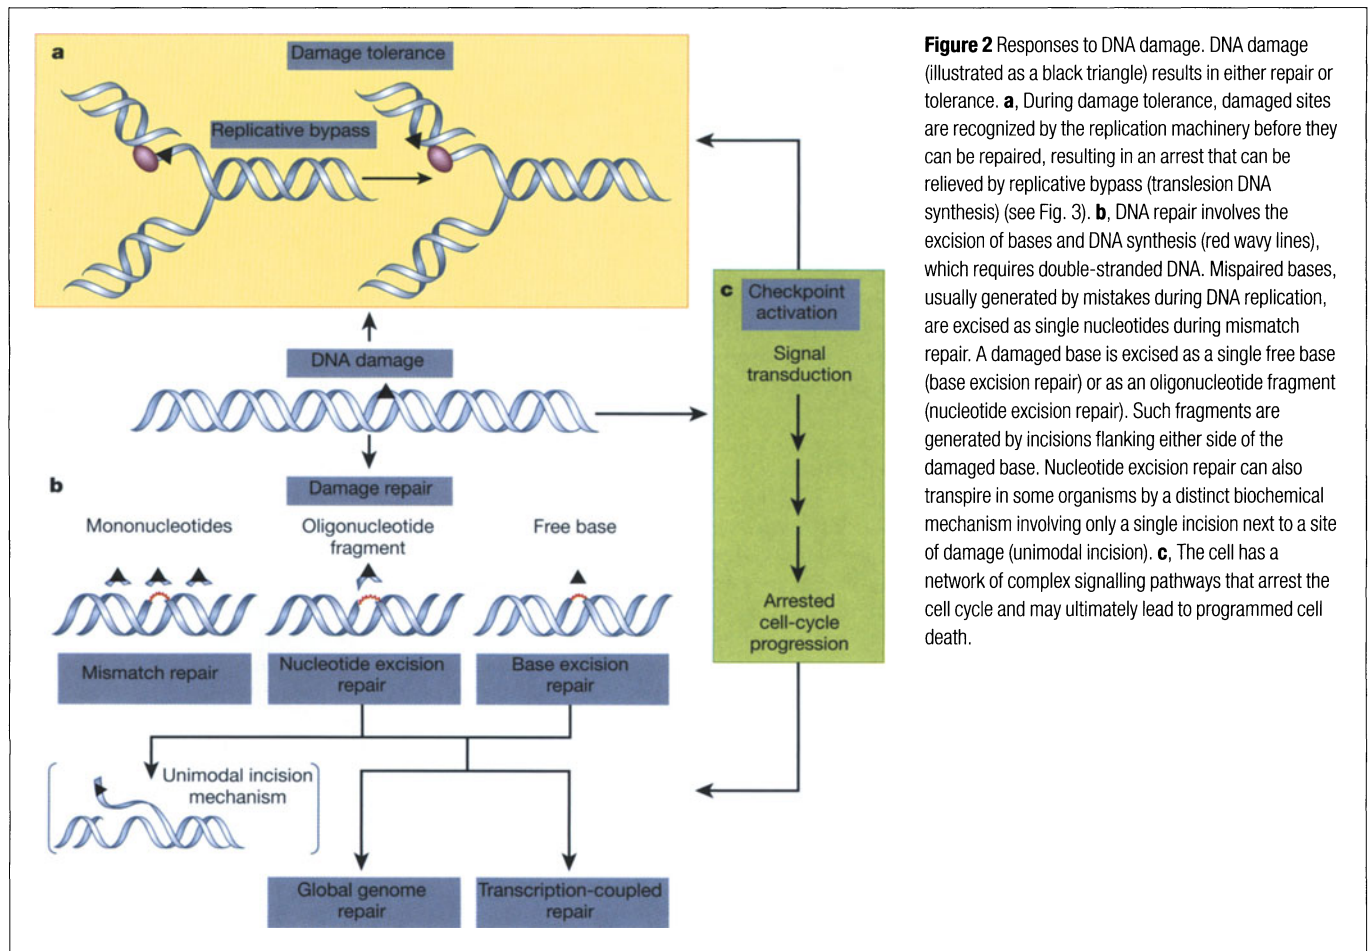 a
Damage tolerance
Replicative bypass
DNA damage
b
Damage repair
Mononucleotides
Oligonucleotide
fragment
Free base
Mismatch repair
Nucleotide excision
repair
Base excision
repair
Unimodal incision
mechanism
Global genome
repair
Transcription-coupled
repair
c
Checkpoint
activation
Signal
transduction
Arrested
cell-cycle
progression
Figure 2 Responses to DNA damage. DNA damage
(illustrated as a black triangle) results in either repair or
tolerance. a, During damage tolerance, damaged sites
are recognized by the replication machinery before they
can be repaired, resulting in an arrest that can be
relieved by replicative bypass (translesion DNA
synthesis) (see Fig. 3). b, DNA repair involves the
excision of bases and DNA synthesis (red wavy lines),
which requires double-stranded DNA. Mispaired bases,
usually generated by mistakes during DNA replication,
are excised as single nucleotides during mismatch
repair. A damaged base is excised as a single free base
(base excision repair) or as an oligonucleotide fragment
(nucleotide excision repair). Such fragments are
generated by incisions flanking either side of the
damaged base. Nucleotide excision repair can also
transpire in some organisms by a distinct biochemical
mechanism involving only a single incision next to a site
of damage (unimodal incision). c, The cell has a
network of complex signalling pathways that arrest the
cell cycle and may ultimately lead to programmed cell
death.